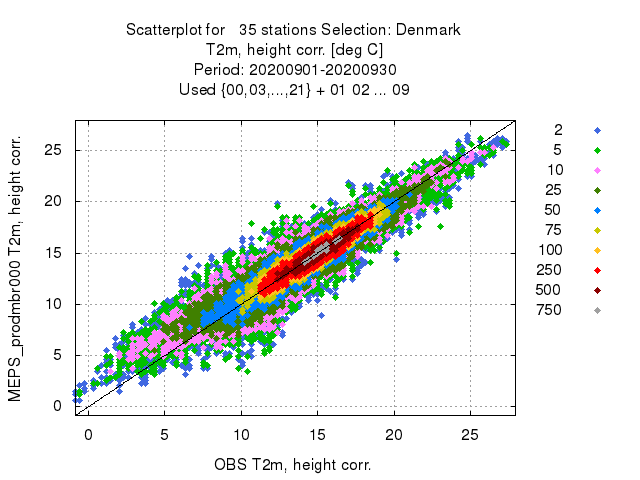 Scatterplot for 35 stations Selection: Denmark
T2m, height corr. [deg C]
Period: 20200901-20200930
Used {00,03,...,21} + 01 02 ... 09
MEPS_prodmbr000 T2m, height corr.
25
20
15
10
5
0
0 5 10 15 20 25
OBS T2m, height corr.
2
5
10
25
50
75
100
250
500
750